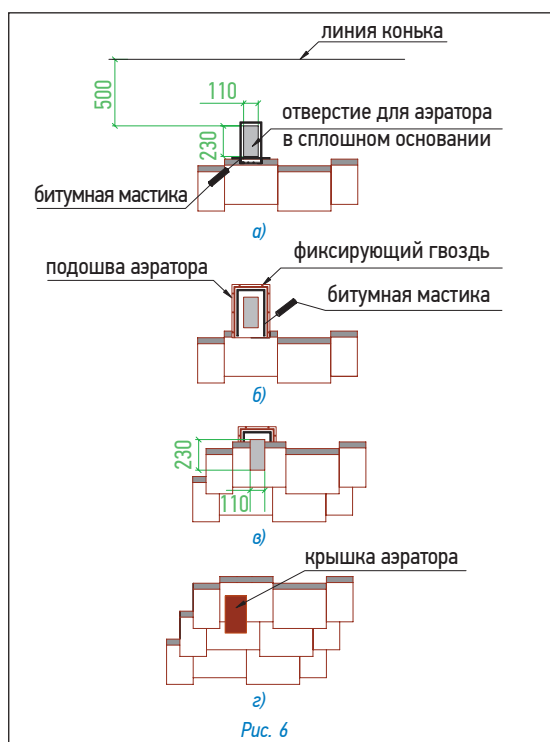 линия конька
500
110
отверстие для аэратора
в сплошном основании
230
битумная мастика
а)
фиксирующий гвоздь
подошва аэратора
битумная мастика
б)
230
110
в)
крышка аэратора
г)
Рис. 6